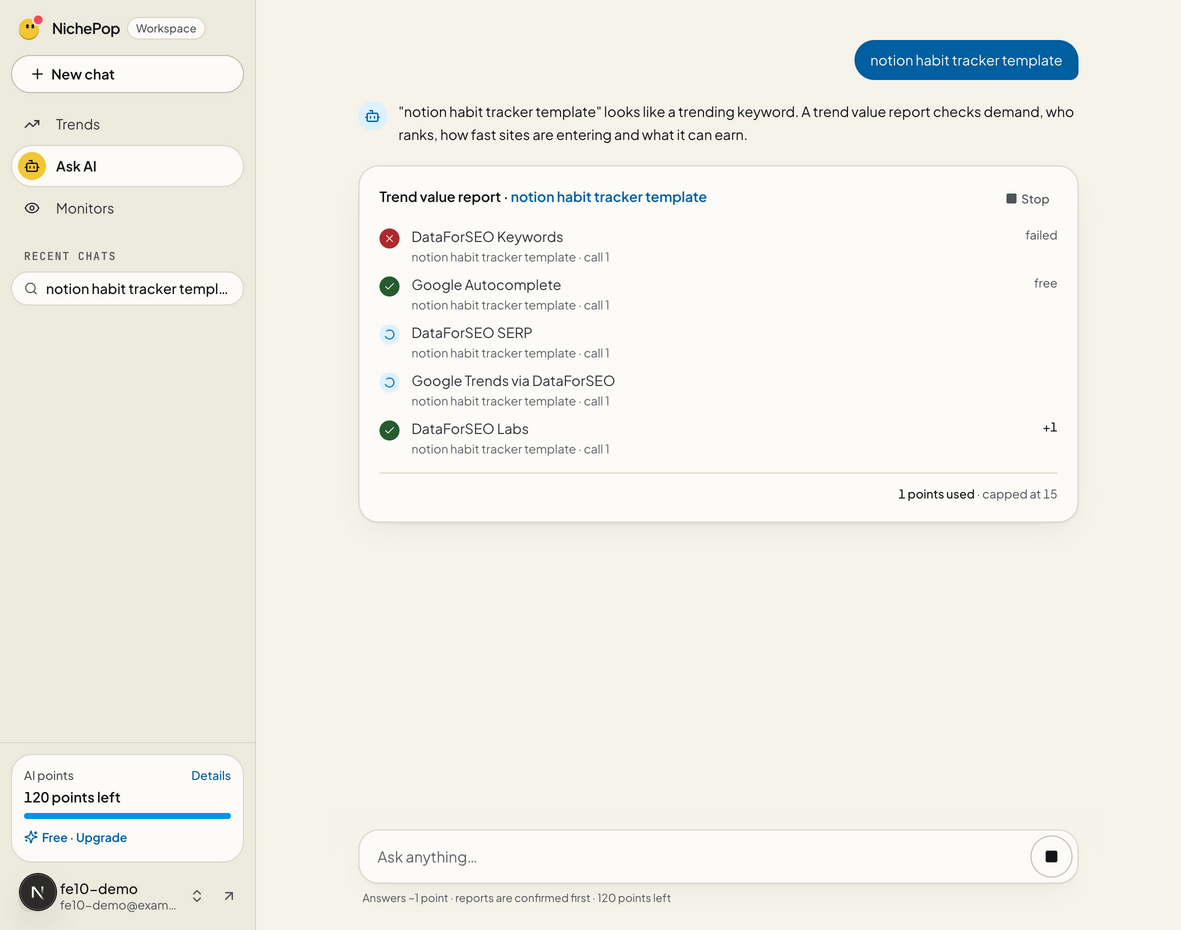 NichePop
Workspace
New chat
Trends
Ask AI
Monitors
RECENT CHATS
notion habit tracker templ...
AI points
Details
120 points left
Free · Upgrade
N
fe10-demo
fe10-demo@exam...
notion habit tracker template
"notion habit tracker template" looks like a trending keyword. A trend value report checks demand, who
ranks, how fast sites are entering and what it can earn.
Trend value report · notion habit tracker template
Stop
DataForSEO Keywords
failed
notion habit tracker template · call 1
Google Autocomplete
free
notion habit tracker template · call 1
DataForSEO SERP
notion habit tracker template · call 1
Google Trends via DataForSEO
notion habit tracker template · call 1
DataForSEO Labs
+1
notion habit tracker template · call 1
1 points used · capped at 15
Ask anything...
Answers ~1 point · reports are confirmed first · 120 points left